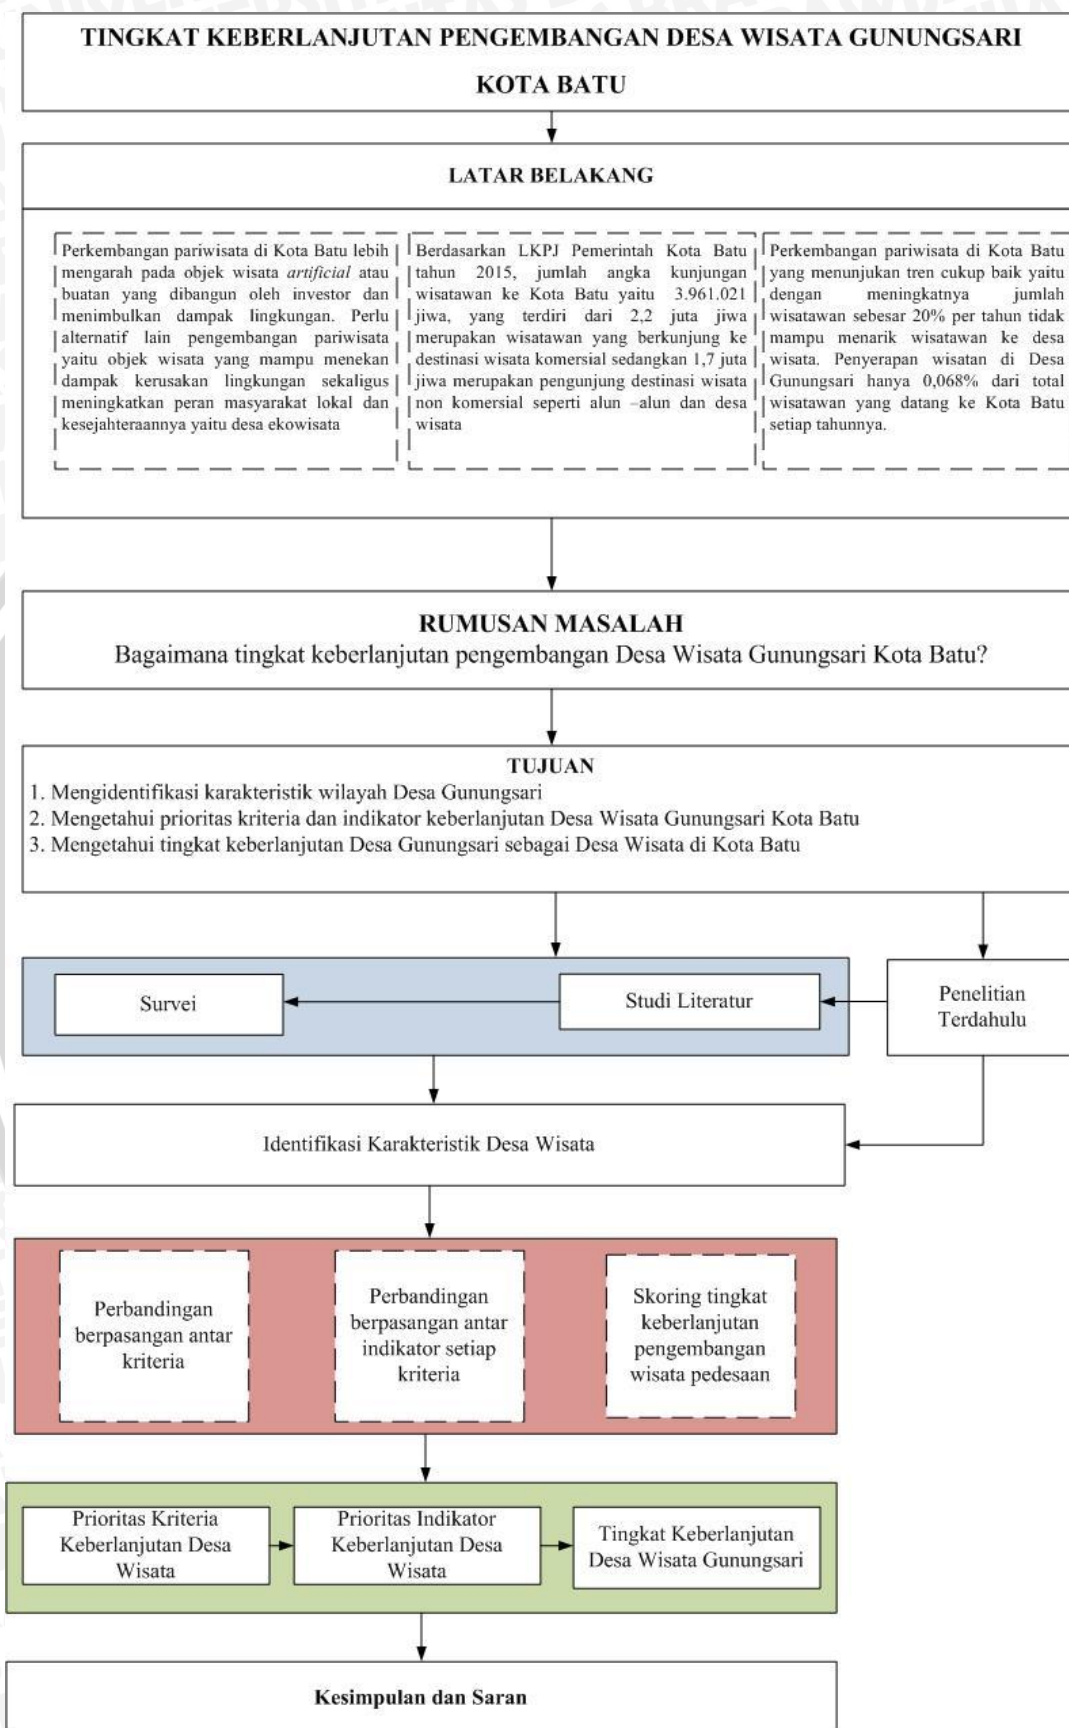 TINGKAT KEBERLANJUTAN PENGEMBANGAN DESA WISATA GUNUNGSARI
KOTA BATU
LATAR BELAKANG
Perkembangan pariwisata di Kota Batu lebih
mengarah pada objek wisata artificial atau
buatan yang dibangun oleh investor dan
menimbulkan dampak lingkungan. Perlu
alternatif lain pengembangan pariwisata
yaitu objek wisata yang mampu menekan
dampak kerusakan lingkungan sekaligus
meningkatkan peran masyarakat lokal dan
kesejahteraannya yaitu desa ekowisata
Berdasarkan LKPJ Pemerintah Kota Batu
tahun 2015, jumlah angka kunjungan
wisatawan ke Kota Batu yaitu 3.961.021
jiwa, yang terdiri dari 2,2 juta jiwa
merupakan wisatawan yang berkunjung ke
destinasi wisata komersial sedangkan 1,7 juta
jiwa merupakan pengunjung destinasi wisata
non komersial seperti alun –alun dan desa
wisata
Perkembangan pariwisata di Kota Batu
yang menunjukan tren cukup baik yaitu
dengan meningkatnya jumlah
wisatawan sebesar 20% per tahun tidak
mampu menarik wisatawan ke desa
wisata. Penyerapan wisatan di Desa
Gunungsari hanya 0,068% dari total
wisatawan yang datang ke Kota Batu
setiap tahunnya.
RUMUSAN MASALAH
Bagaimana tingkat keberlanjutan pengembangan Desa Wisata Gunungsari Kota Batu?
TUJUAN
1. Mengidentifikasi karakteristik wilayah Desa Gunungsari
2. Mengetahui prioritas kriteria dan indikator keberlanjutan Desa Wisata Gunungsari Kota Batu
3. Mengetahui tingkat keberlanjutan Desa Gunungsari sebagai Desa Wisata di Kota Batu
Survei
Studi Literatur
Penelitian
Terdahulu
Identifikasi Karakteristik Desa Wisata
Perbandingan
berpasangan antar
kriteria
Perbandingan
berpasangan antar
indikator setiap
kriteria
Skoring tingkat
keberlanjutan
pengembangan
wisata pedesaan
Prioritas Kriteria
Keberlanjutan Desa
Wisata
Prioritas Indikator
Keberlanjutan Desa
Wisata
Tingkat Keberlanjutan
Desa Wisata Gunungsari
Kesimpulan dan Saran